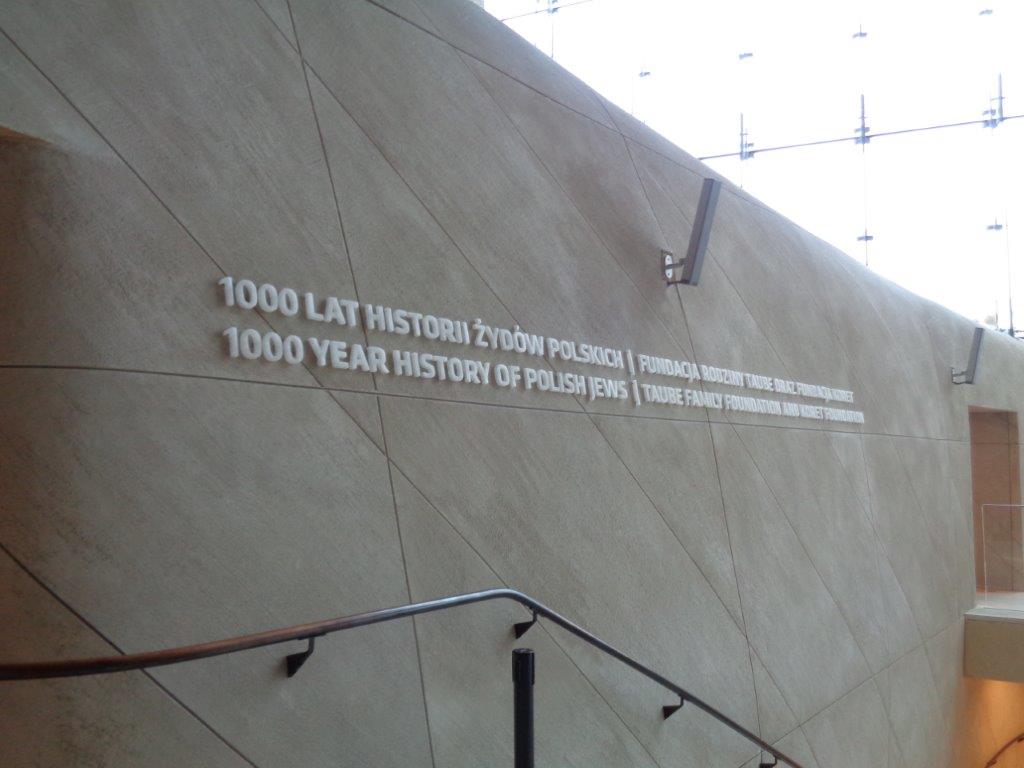 1000 LAT HISTORII ŻYDÓW POLSKICH | FUNDACJA RODZINY TAUBE ORAZ FUNDACJA KORET
1000 YEAR HISTORY OF POLISH JEWS | TAUBE FAMILY FOUNDATION AND KORET FOUNDATION